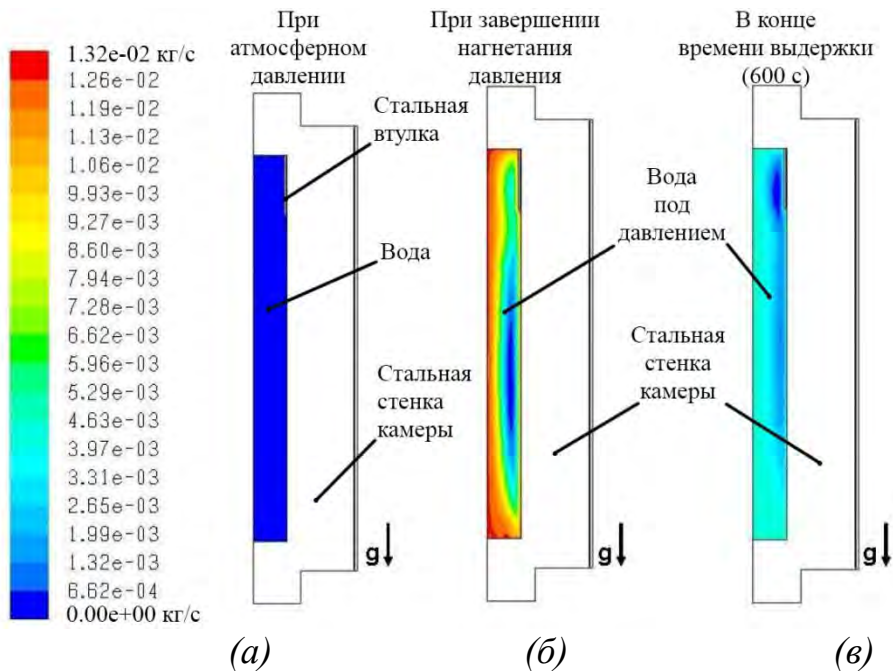 При
атмосферном
давлении
При завершении
нагнетания
давления
В конце
времени выдержки
(600 с)
1.32e-02 кг/с
1.26e-02
1.19e-02
1.13e-02
1.06e-02
9.93e-03
9.27e-03
8.60e-03
7.94e-03
7.28e-03
6.62e-03
5.96e-03
5.29e-03
4.63e-03
3.97e-03
3.31e-03
2.65e-03
1.99e-03
1.32e-03
6.62e-04
0.00e+00 кг/с
Стальная
втулка
Вода
Стальная
стенка
камеры
g
Вода
под
давлением
Стальная
стенка
камеры
g
g
(а)
(б)
(в)